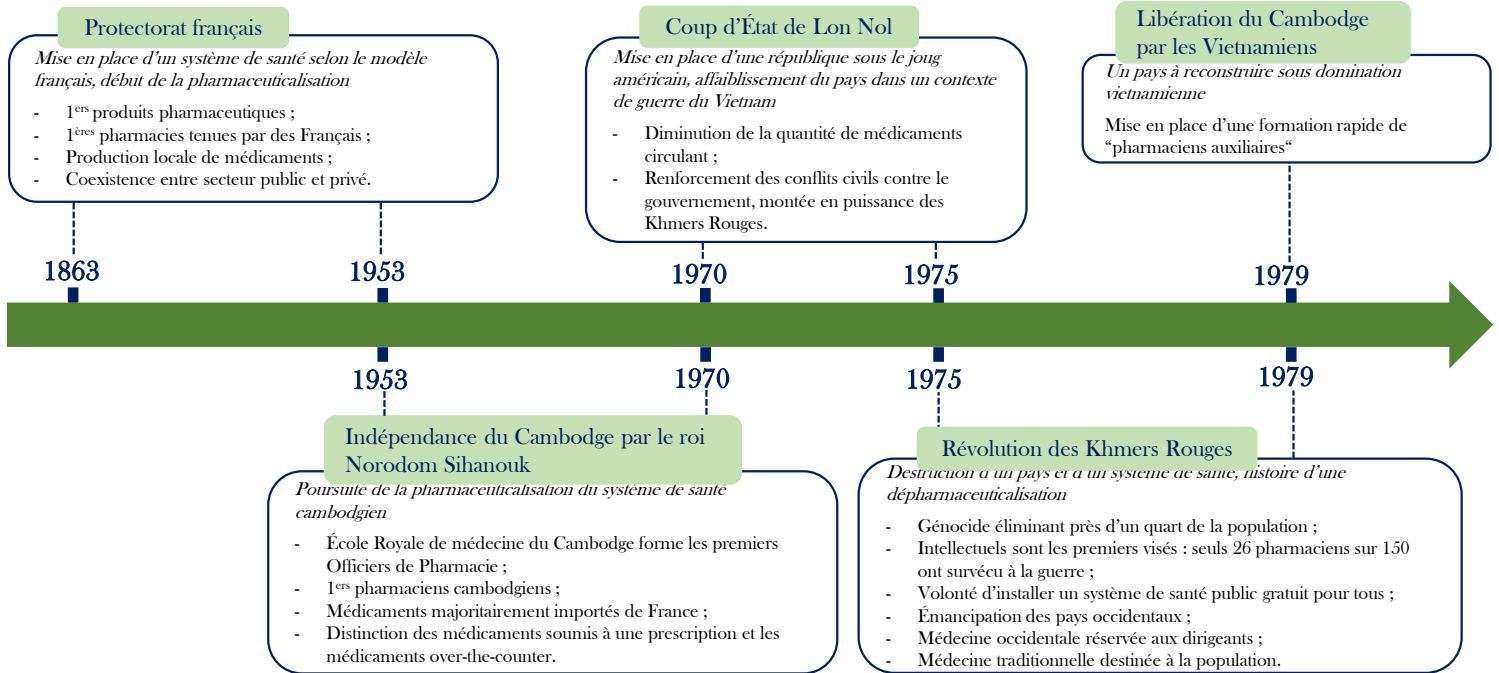 Protectorat français
Mise en place d'un système de santé selon le modèle
français, début de la pharmaceuticalisation
- 1ers produits pharmaceutiques ;
- 1ères pharmacies tenues par des Français ;
- Production locale de médicaments ;
- Coexistence entre secteur public et privé.
Coup d'État de Lon Nol
Mise en place d'une république sous le joug
américain, affaiblissement du pays dans un contexte
de guerre du Vietnam
- Diminution de la quantité de médicaments
circulant ;
- Renforcement des conflits civils contre le
gouvernement, montée en puissance des
Khmers Rouges.
Libération du Cambodge
par les Vietnamiens
Un pays à reconstruire sous domination
vietnamienne
Mise en place d'une formation rapide de
“pharmaciens auxiliaires“
1863
1953
1970
1975
1979
1953
1970
1975
1979
Indépendance du Cambodge par le roi
Norodom Sihanouk
Poursuite de la pharmaceuticalisation du système de santé
cambodgien
- École Royale de médecine du Cambodge forme les premiers
Officiers de Pharmacie ;
- 1ers pharmaciens cambodgiens ;
- Médicaments majoritairement importés de France ;
- Distinction des médicaments soumis à une prescription et les
médicaments over-the-counter.
Révolution des Khmers Rouges
Destruction d'un pays et d'un système de santé, histoire d'une
dépharmaceuticalisation
- Génocide éliminant près d'un quart de la population ;
- Intellectuels sont les premiers visés : seuls 26 pharmaciens sur 150
ont survécu à la guerre ;
- Volonté d'installer un système de santé public gratuit pour tous ;
- Émancipation des pays occidentaux ;
- Médecine occidentale réservée aux dirigeants ;
- Médecine traditionnelle destinée à la population.